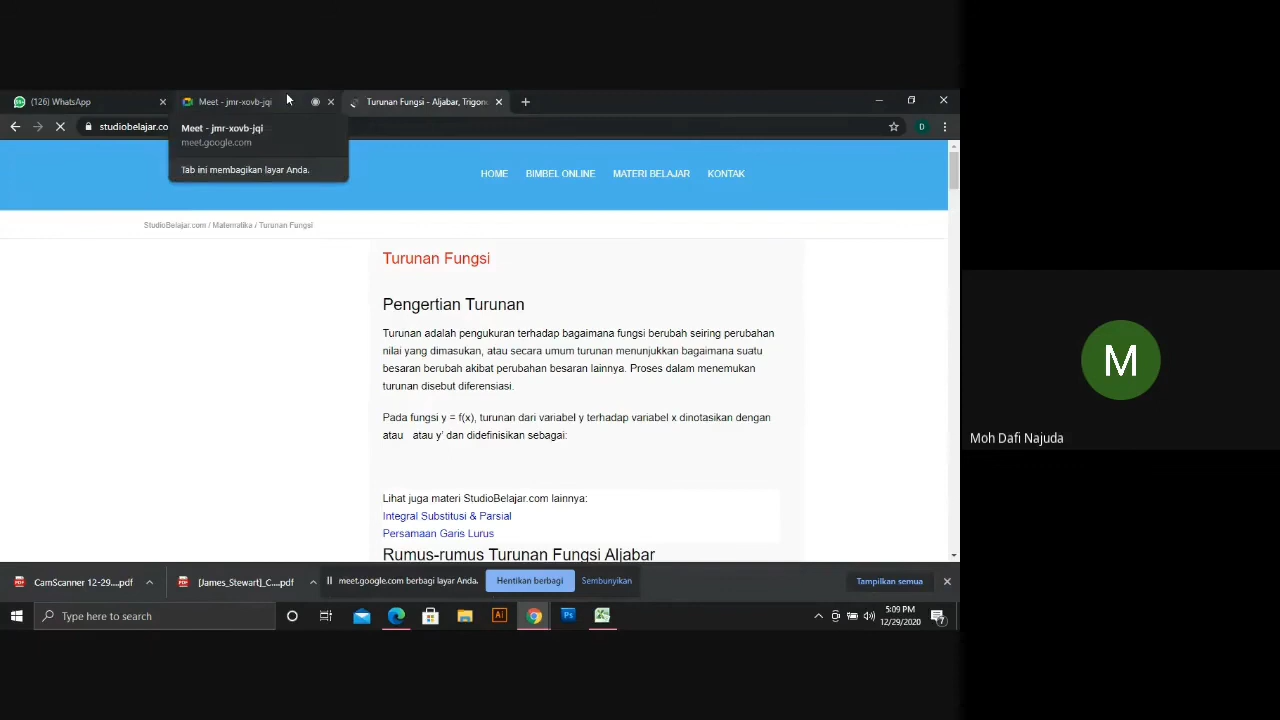 (126) WhatsApp
Meet - jmr-xovb-jqi
Turunan Fungsi - Aljabar, Trigon
studiobelajar.co
D
Meet - jmr-xovb-jqi
meet.google.com
Tab ini membagikan layar Anda.
HOME BIMBEL ONLINE MATERI BELAJAR KONTAK
StudioBelajar.com / Matematika / Turunan Fungsi
Turunan Fungsi
Pengertian Turunan
Turunan adalah pengukuran terhadap bagaimana fungsi berubah seiring perubahan
nilai yang dimasukan, atau secara umum turunan menunjukkan bagaimana suatu
besaran berubah akibat perubahan besaran lainnya. Proses dalam menemukan
turunan disebut diferensiasi.
Pada fungsi y = f(x), turunan dari variabel y terhadap variabel x dinotasikan dengan
atau atau y' dan didefinisikan sebagai:
Lihat juga materi StudioBelajar.com lainnya:
Integral Substitusi & Parsial
Persamaan Garis Lurus
Rumus-rumus Turunan Fungsi Aljabar
M
Moh Dafi Najuda
CamScanner 12-29....pdf
[James_Stewart]_C....pdf
meet.google.com berbagi layar Anda.
Hentikan berbagi
Sembunyikan
Tampilkan semua
Type here to search
Ai
Ps
5:09 PM
12/29/2020
7